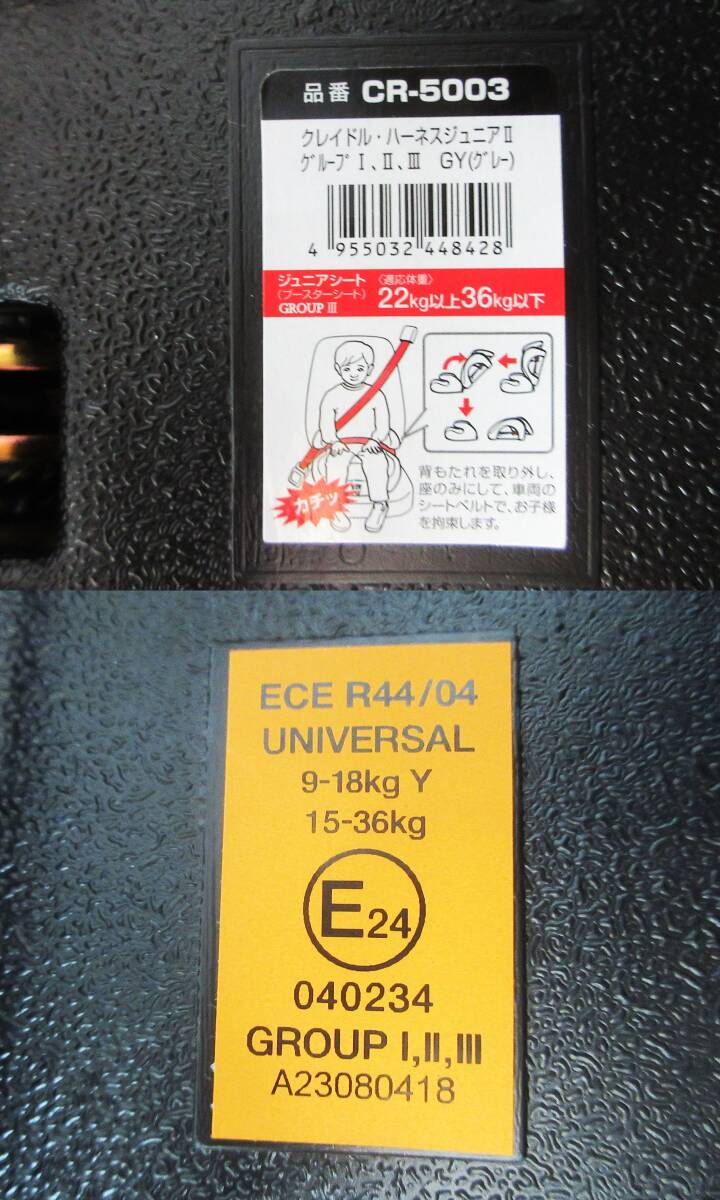 品番 CR-5003
クレイドル・ハーネスジュニアⅡ
グループ Ⅰ、Ⅱ、Ⅲ GY(グレー)
4 955032 448428
ジュニアシート 〈適応体重〉
(ブースターシート) 22kg以上36kg以下
GROUP Ⅲ
カチッ
背もたれを取り外し、
座のみにして、車両の
シートベルトで、お子様
を拘束します。
ECE R44/04
UNIVERSAL
9-18kg Y
15-36kg
E24
040234
GROUP I,II,III
A23080418